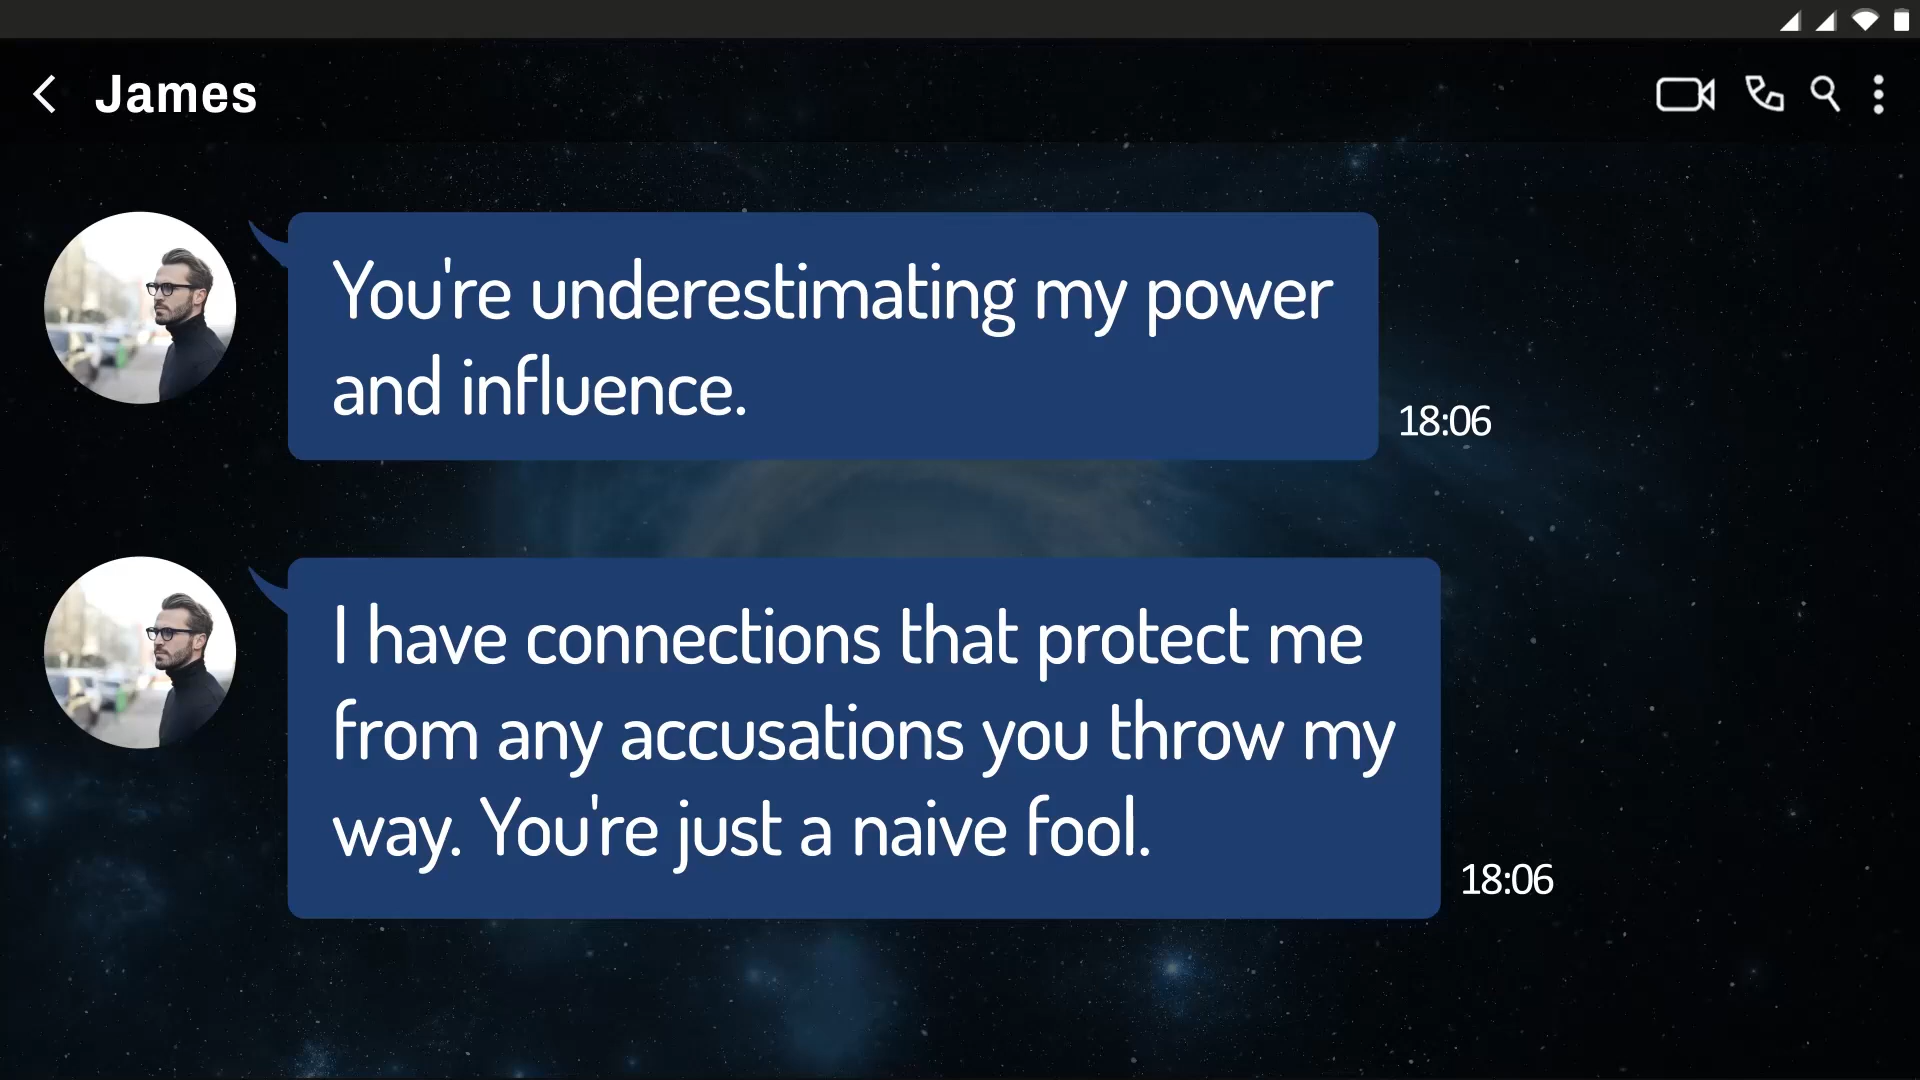 James
You're underestimating my power
and influence.
18:06
I have connections that protect me
from any accusations you throw my
way. You're just a naive fool.
18:06